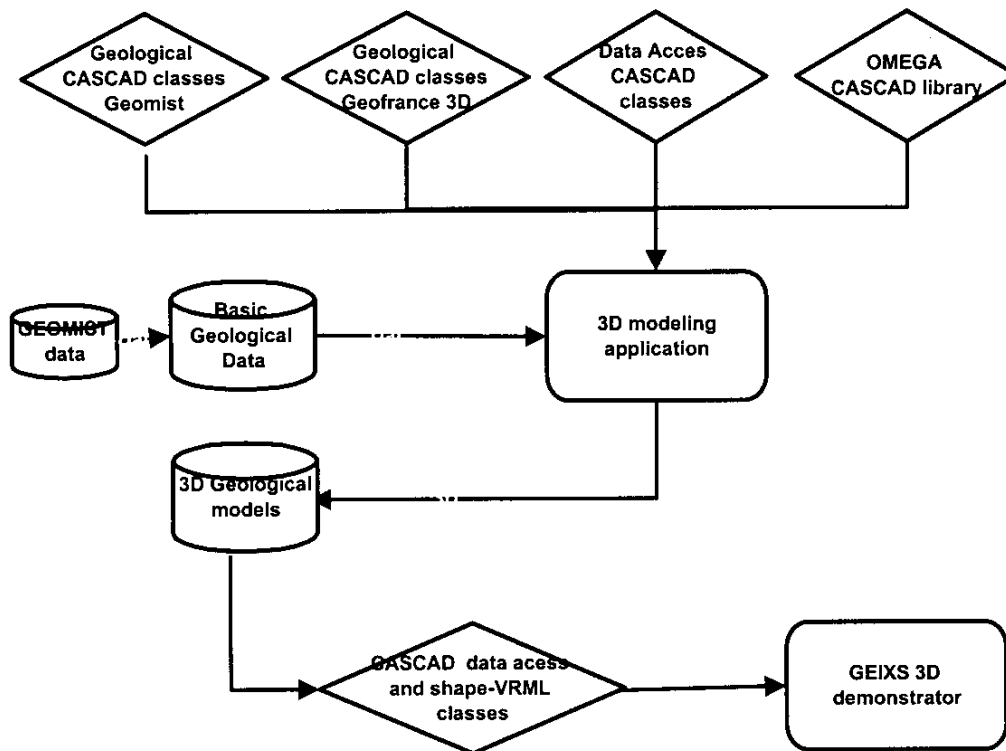 Geological
CASCAD classes
Geomist
Geological
CASCAD classes
Geofrance 3D
Data Acces
CASCAD
classes
OMEGA
CASCAD library
GEOMIST
data
Basic
Geological
Data
3D modeling
application
3D Geological
models
CASCAD data acess
and shape-VRML
classes
GEIXS 3D
demonstrator